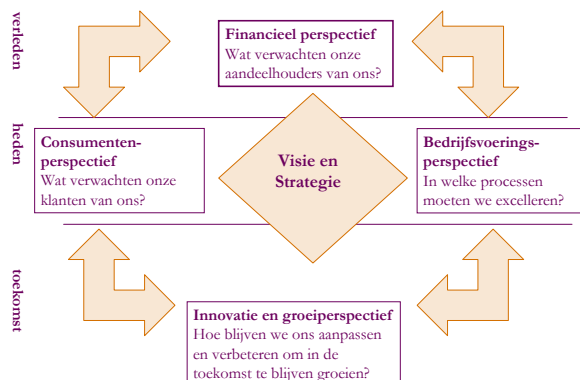 verleden
Financieel perspectief
Wat verwachten onze
aandeelhouders van ons?
heden
Consumenten-
perspectief
Wat verwachten onze
klanten van ons?
Visie en
Strategie
Bedrijfsvoerings-
perspectief
In welke processen
moeten we excelleren?
toekomst
Innovatie en groeiperspectief
Hoe blijven we ons aanpassen
en verbeteren om in de
toekomst te blijven groeien?